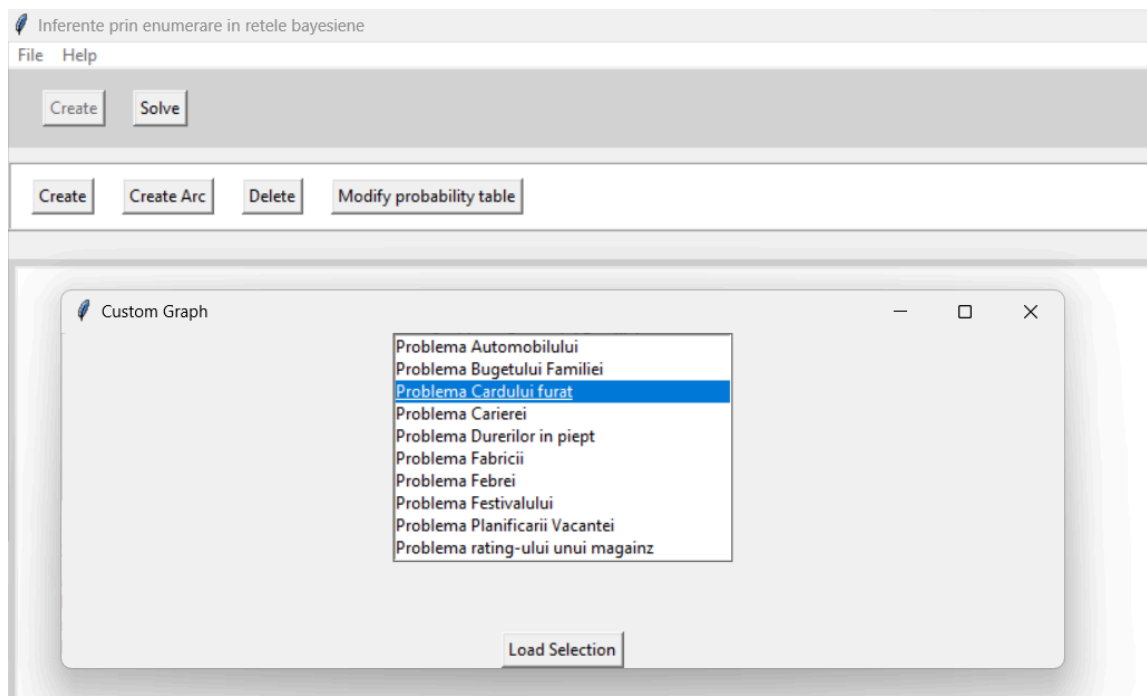 Inferente prin enumerare in retele bayesiene
File Help
Create Solve
Create Create Arc Delete Modify probability table
Custom Graph
Problema Automobilului
Problema Bugetului Familiei
Problema Cardului furat
Problema Carierei
Problema Durerilor in piept
Problema Fabricii
Problema Febrei
Problema Festivalului
Problema Planificarii Vacantei
Problema rating-ului unui magainz
Load Selection